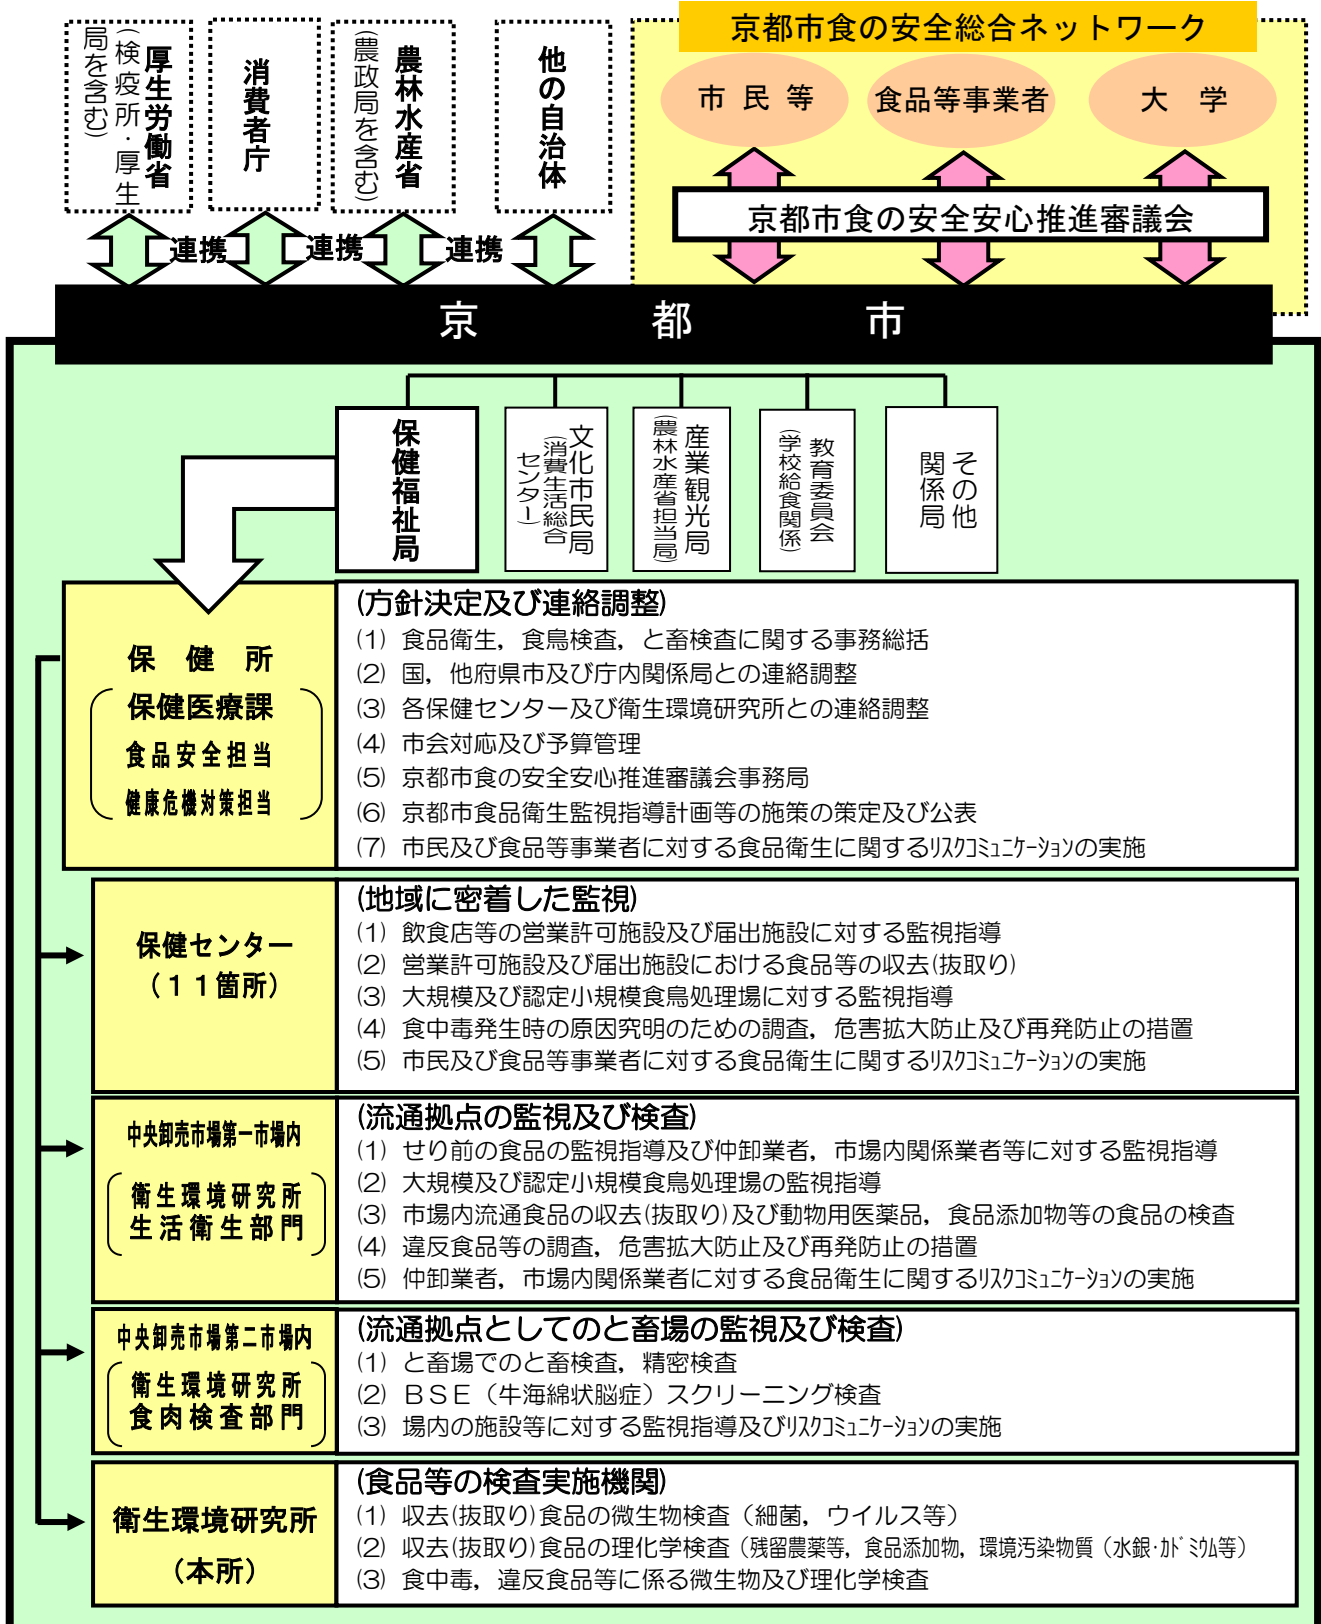 厚生労働省
(検疫所・厚生
局を含む)
消費者庁
農林水産省
(農政局を含む)
他の自治体
京都市食の安全総合ネットワーク
市民等
食品等事業者
大学
京都市食の安全安心推進審議会
連携
連携
連携
京都市
保健福祉局
文化市民局
(消費生活総合
センター)
産業観光局
(農林水産省担当局)
教育委員会
(学校給食関係)
その他
関係局
保健所
保健医療課
食品安全担当
健康危機対策担当
(方針決定及び連絡調整)
(1) 食品衛生，食鳥検査，と畜検査に関する事務総括
(2) 国，他府県市及び庁内関係局との連絡調整
(3) 各保健センター及び衛生環境研究所との連絡調整
(4) 市会対応及び予算管理
(5) 京都市食の安全安心推進審議会事務局
(6) 京都市食品衛生監視指導計画等の施策の策定及び公表
(7) 市民及び食品等事業者に対する食品衛生に関するﾘｽｸｺﾐｭﾆｹｰｼｮﾝの実施
保健センター
（１１箇所）
(地域に密着した監視)
(1) 飲食店等の営業許可施設及び届出施設に対する監視指導
(2) 営業許可施設及び届出施設における食品等の収去(抜取り)
(3) 大規模及び認定小規模食鳥処理場に対する監視指導
(4) 食中毒発生時の原因究明のための調査，危害拡大防止及び再発防止の措置
(5) 市民及び食品等事業者に対する食品衛生に関するﾘｽｸｺﾐｭﾆｹｰｼｮﾝの実施
中央卸売市場第一市場内
衛生環境研究所
生活衛生部門
(流通拠点の監視及び検査)
(1) せり前の食品の監視指導及び仲卸業者，市場内関係業者等に対する監視指導
(2) 大規模及び認定小規模食鳥処理場の監視指導
(3) 市場内流通食品の収去(抜取り)及び動物用医薬品，食品添加物等の食品の検査
(4) 違反食品等の調査，危害拡大防止及び再発防止の措置
(5) 仲卸業者，市場内関係業者に対する食品衛生に関するﾘｽｸｺﾐｭﾆｹｰｼｮﾝの実施
中央卸売市場第二市場内
衛生環境研究所
食肉検査部門
(流通拠点としてのと畜場の監視及び検査)
(1) と畜場でのと畜検査，精密検査
(2) ＢＳＥ（牛海綿状脳症）スクリーニング検査
(3) 場内の施設等に対する監視指導及びﾘｽｸｺﾐｭﾆｹｰｼｮﾝの実施
衛生環境研究所
（本所）
(食品等の検査実施機関)
(1) 収去(抜取り)食品の微生物検査（細菌，ウイルス等）
(2) 収去(抜取り)食品の理化学検査（残留農薬等，食品添加物，環境汚染物質（水銀･ｶﾄﾞﾐｳﾑ等）
(3) 食中毒，違反食品等に係る微生物及び理化学検査